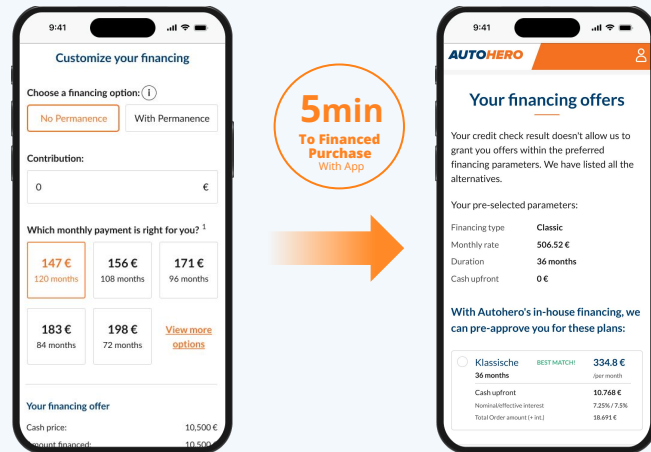 9:41
Customize your financing
Choose a financing option: i
No Permanence
With Permanence
Contribution:
0 €
Which monthly payment is right for you? 1
147 € 156 € 171 €
120 months 108 months 96 months
183 € 198 € View more
84 months 72 months options
Your financing offer
Cash price: 10,500 €
Amount financed: 10,500 €
5min
To Financed
Purchase
With App
9:41
AUTOHERO
Your financing offers
Your credit check result doesn't allow us to
grant you offers within the preferred
financing parameters. We have listed all the
alternatives.
Your pre-selected parameters:
Financing type Classic
Monthly rate 506.52 €
Duration 36 months
Cash upfront 0 €
With Autohero's in-house financing, we
can pre-approve you for these plans:
Klassische BEST MATCH! 334.8 €
36 months /per month
Cash upfront 10.768 €
Nominal/effective interest 7.25% / 7.5%
Total Order amount (+ int.) 18.691 €